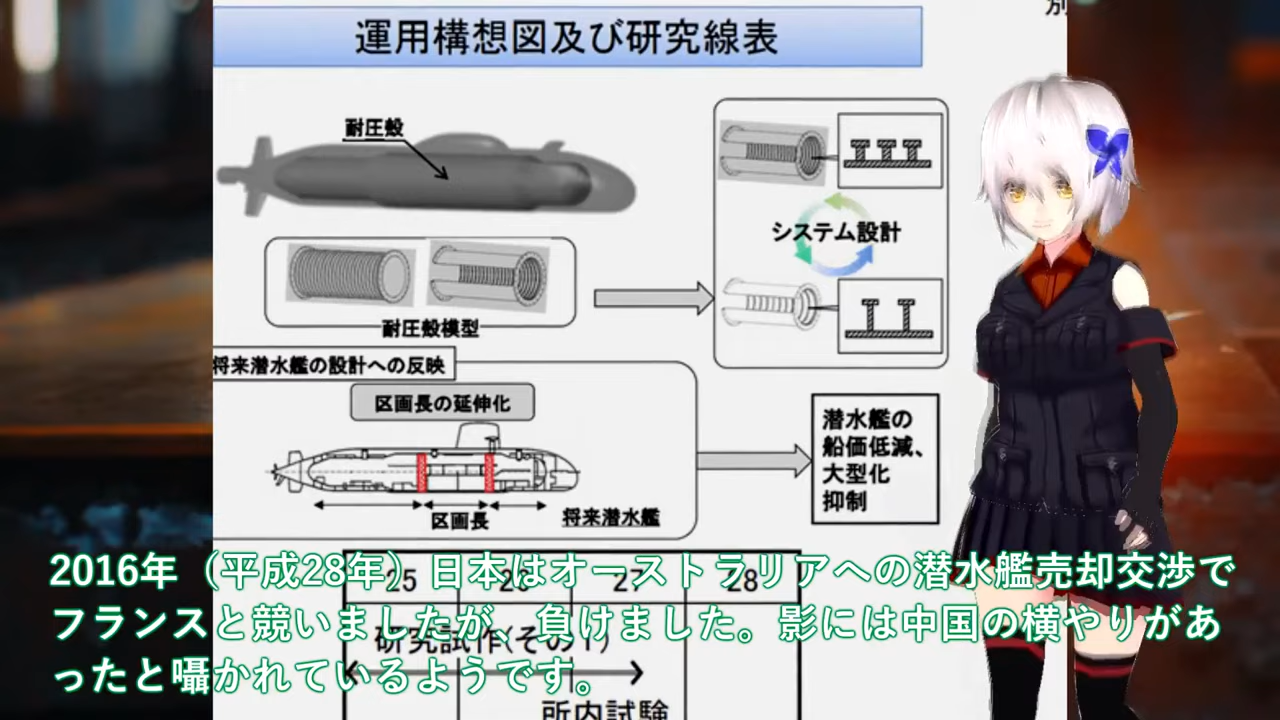 別
運用構想図及び研究線表
耐圧殻
システム設計
耐圧殻模型
将来潜水艦の設計への反映
区画長の延伸化
潜水艦の
船価低減、
大型化
抑制
区画長
将来潜水艦
25 26 27 28
研究試作(その1)
所内試験
2016年（平成28年）日本はオーストラリアへの潜水艦売却交渉で
フランスと競いましたが、負けました。影には中国の横やりがあ
ったと囁かれているようです。